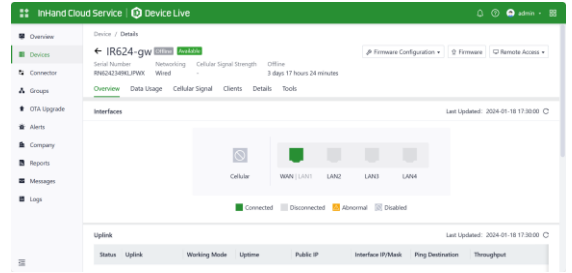 InHand Cloud Service | Device Live
admin
Overview
Devices
Connector
Groups
OTA Upgrade
Alerts
Company
Reports
Messages
Logs
Device / Details
← IR624-gw Offline Available
Firmware Configuration
Firmware
Remote Access
Serial Number Networking Cellular Signal Strength Offline
Wired - 3 days 17 hours 24 minutes
Overview Data Usage Cellular Signal Clients Details Tools
Interfaces Last Updated: 2024-01-18 17:30:00
Cellular WAN | LAN1 LAN2 LAN3 LAN4
Connected Disconnected Abnormal Disabled
Uplink Last Updated: 2024-01-18 17:30:00
Status Uplink Working Mode Uptime Public IP Interface IP/Mask Ping Destination Throughput